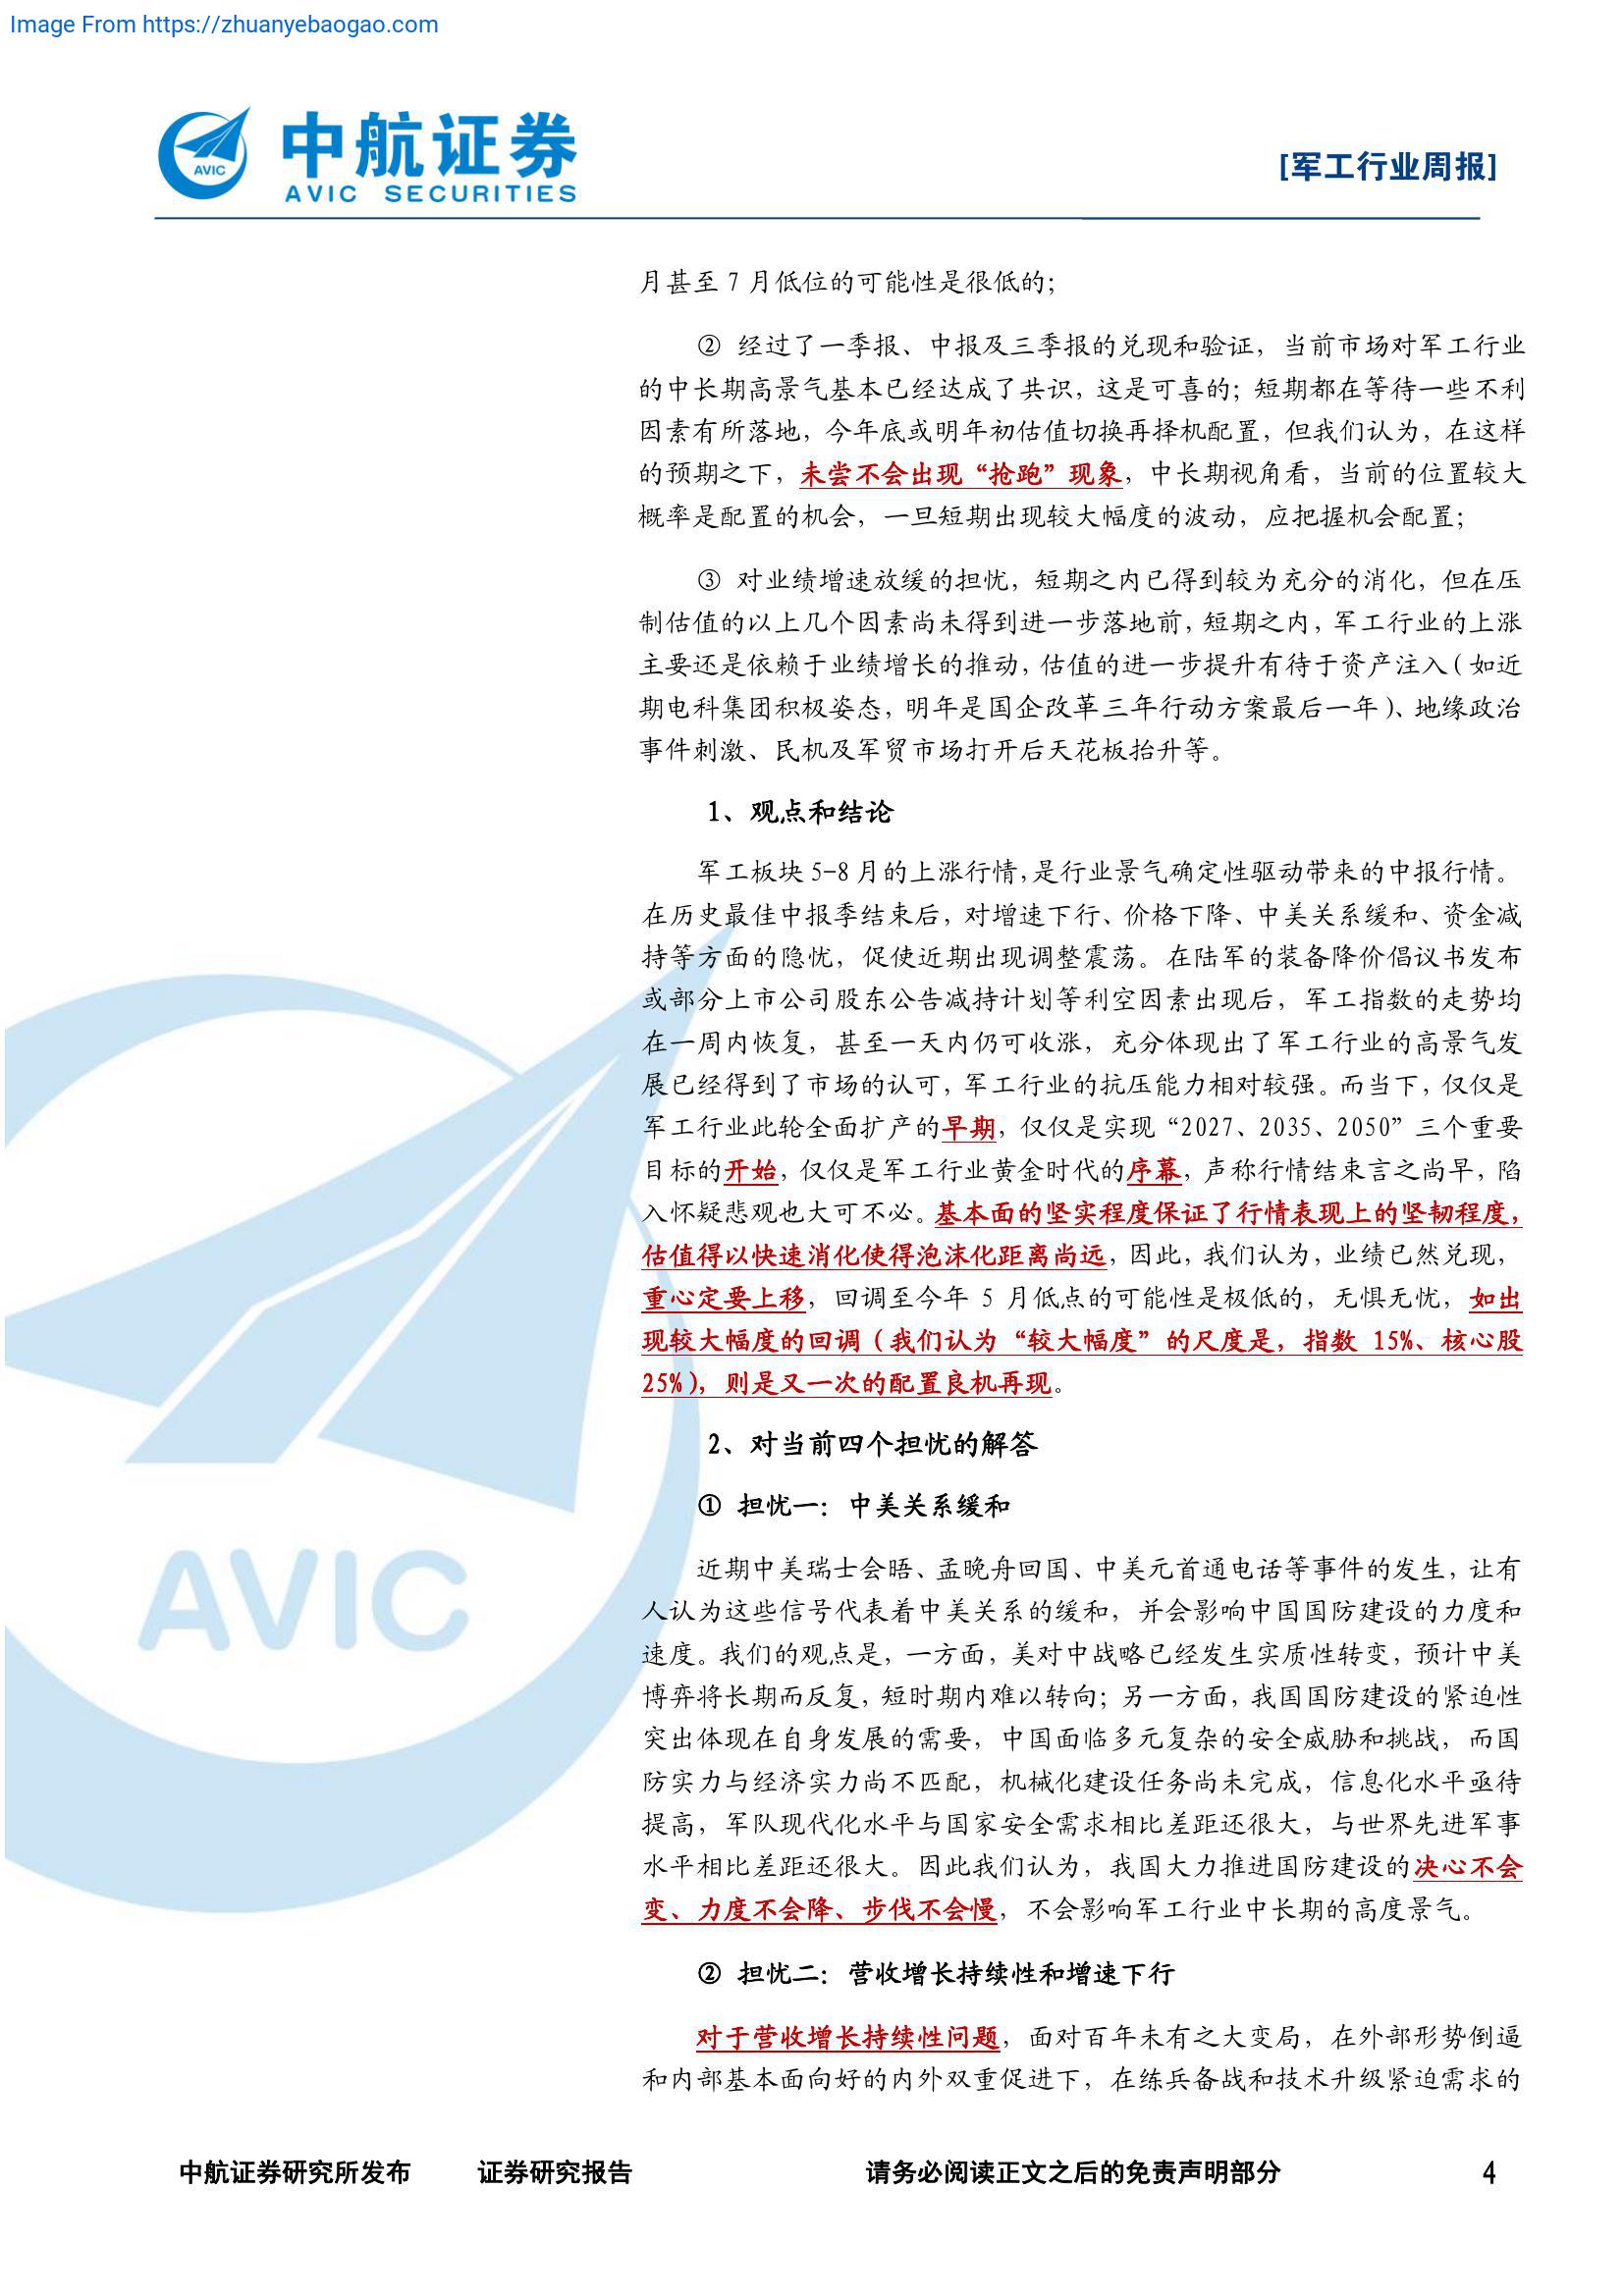 Image From https://zhuanyebaogao.com
AVIC
中航证券
AVIC SECURITIES
[军工行业周报]
月甚至 7 月低位的可能性是很低的；
② 经过了一季报、中报及三季报的兑现和验证，当前市场对军工行业
的中长期高景气基本已经达成了共识，这是可喜的；短期都在等待一些不利
因素有所落地，今年底或明年初估值切换再择机配置，但我们认为，在这样
的预期之下，未尝不会出现“抢跑”现象，中长期视角看，当前的位置较大
概率是配置的机会，一旦短期出现较大幅度的波动，应把握机会配置；
③ 对业绩增速放缓的担忧，短期之内已得到较为充分的消化，但在压
制估值的以上几个因素尚未得到进一步落地前，短期之内，军工行业的上涨
主要还是依赖于业绩增长的推动，估值的进一步提升有待于资产注入（如近
期电科集团积极姿态，明年是国企改革三年行动方案最后一年）、地缘政治
事件刺激、民机及军贸市场打开后天花板抬升等。
1、观点和结论
军工板块 5-8 月的上涨行情，是行业景气确定性驱动带来的中报行情。
在历史最佳中报季结束后，对增速下行、价格下降、中美关系缓和、资金减
持等方面的隐忧，促使近期出现调整震荡。在陆军的装备降价倡议书发布
或部分上市公司股东公告减持计划等利空因素出现后，军工指数的走势均
在一周内恢复，甚至一天内仍可收涨，充分体现出了军工行业的高景气发
展已经得到了市场的认可，军工行业的抗压能力相对较强。而当下，仅仅是
军工行业此轮全面扩产的早期，仅仅是实现“2027、2035、2050”三个重要
目标的开始，仅仅是军工行业黄金时代的序幕，声称行情结束言之尚早，陷
入怀疑悲观也大可不必。基本面的坚实程度保证了行情表现上的坚韧程度，
估值得以快速消化使得泡沫化距离尚远，因此，我们认为，业绩已然兑现，
重心定要上移，回调至今年 5 月低点的可能性是极低的，无惧无忧，如出
现较大幅度的回调（我们认为“较大幅度”的尺度是，指数 15%、核心股
25%），则是又一次的配置良机再现。
2、对当前四个担忧的解答
① 担忧一：中美关系缓和
近期中美瑞士会晤、孟晚舟回国、中美元首通电话等事件的发生，让有
人认为这些信号代表着中美关系的缓和，并会影响中国国防建设的力度和
速度。我们的观点是，一方面，美对中战略已经发生实质性转变，预计中美
博弈将长期而反复，短时期内难以转向；另一方面，我国国防建设的紧迫性
突出体现在自身发展的需要，中国面临多元复杂的安全威胁和挑战，而国
防实力与经济实力尚不匹配，机械化建设任务尚未完成，信息化水平亟待
提高，军队现代化水平与国家安全需求相比差距还很大，与世界先进军事
水平相比差距还很大。因此我们认为，我国大力推进国防建设的决心不会
变、力度不会降、步伐不会慢，不会影响军工行业中长期的高度景气。
② 担忧二：营收增长持续性和增速下行
对于营收增长持续性问题，面对百年未有之大变局，在外部形势倒逼
和内部基本面向好的内外双重促进下，在练兵备战和技术升级紧迫需求的
AVIC
中航证券研究所发布 证券研究报告 请务必阅读正文之后的免责声明部分 4